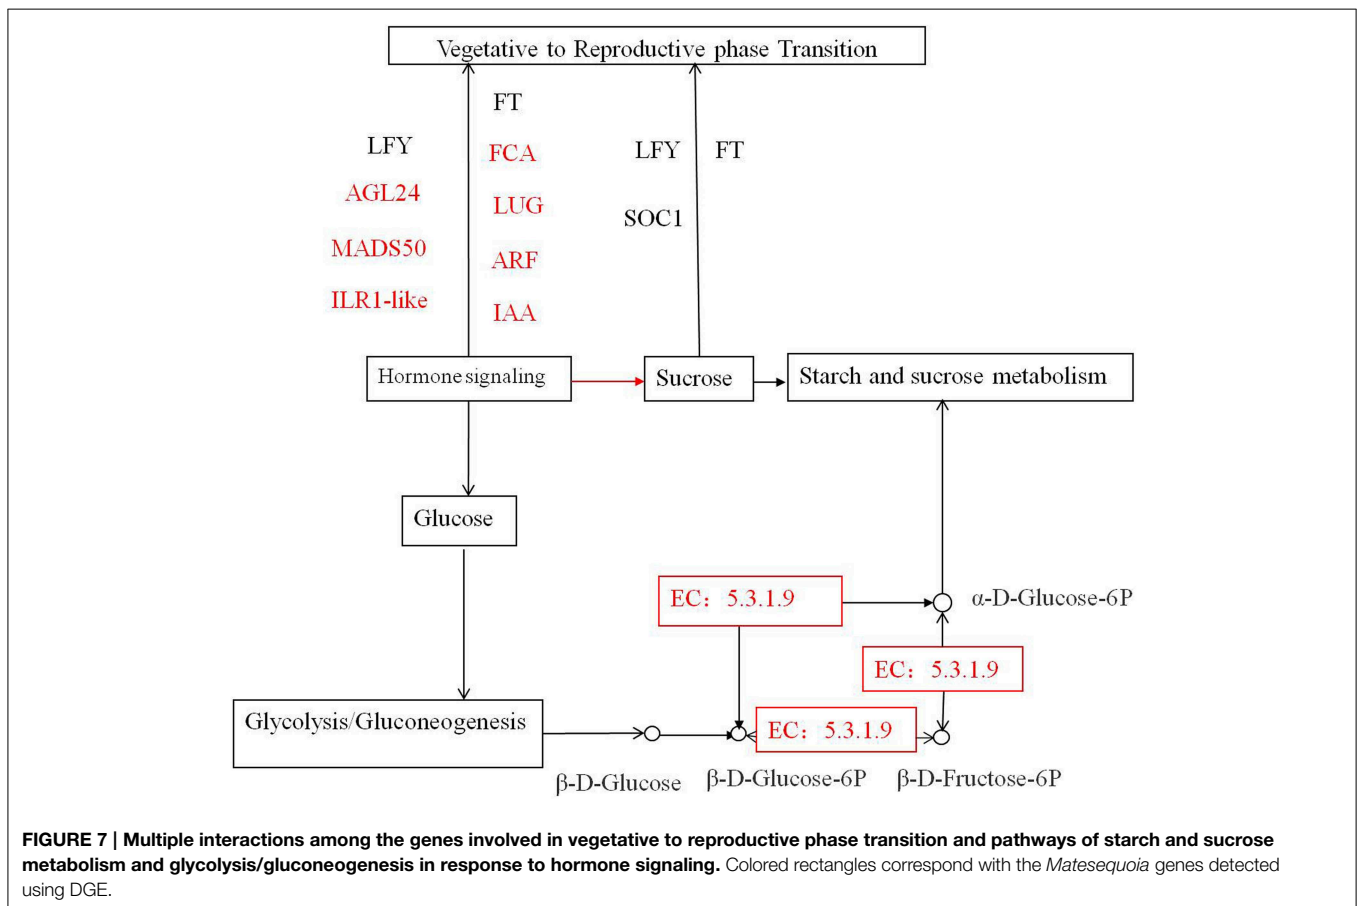 Vegetative to Reproductive phase Transition
FT
LFY
FCA
LFY
FT
AGL24
LUG
SOC1
MADS50
ARF
ILR1-like
IAA
Hormone signaling
Sucrose
Starch and sucrose metabolism
Glucose
EC： 5.3.1.9
α-D-Glucose-6P
EC： 5.3.1.9
Glycolysis/Gluconeogenesis
EC： 5.3.1.9
β-D-Glucose
β-D-Glucose-6P
β-D-Fructose-6P
FIGURE 7 | Multiple interactions among the genes involved in vegetative to reproductive phase transition and pathways of starch and sucrose
metabolism and glycolysis/gluconeogenesis in response to hormone signaling. Colored rectangles correspond with the Matesequoia genes detected
using DGE.